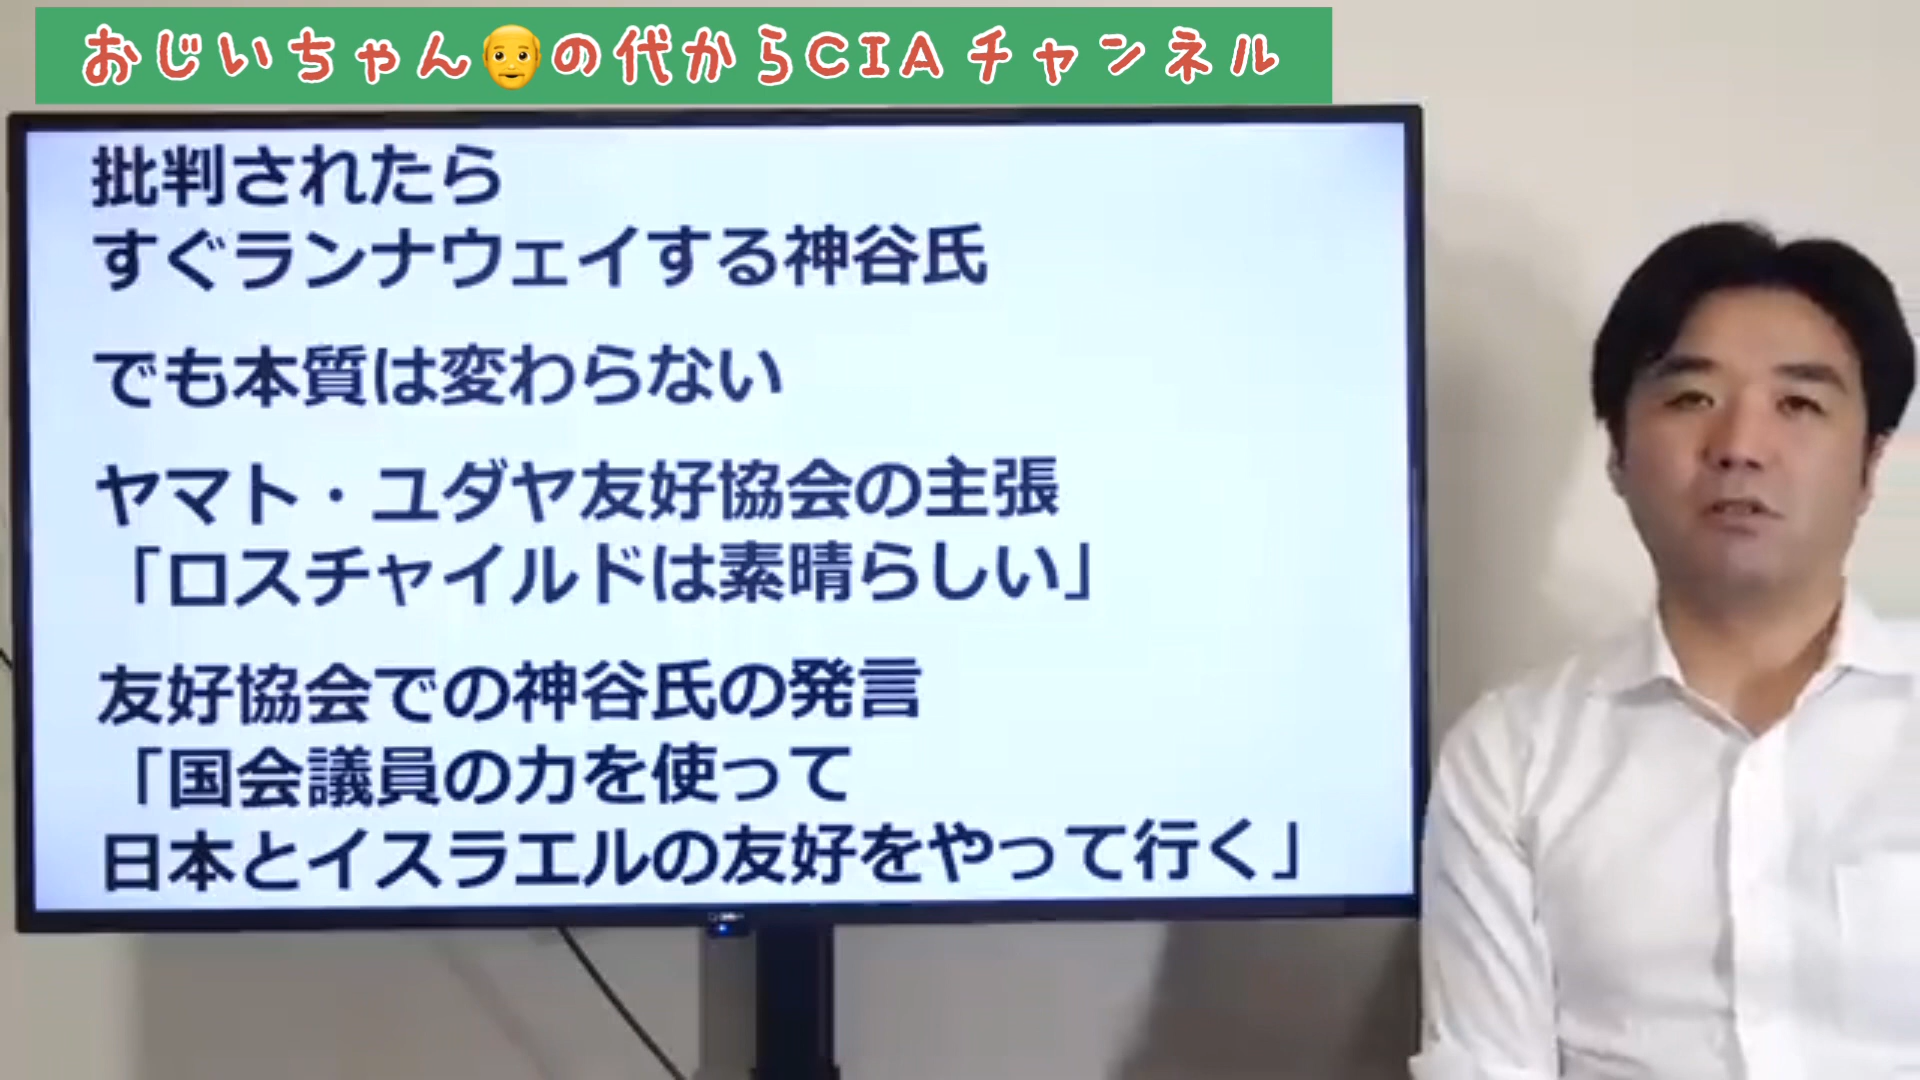 おじいちゃん👴の代からCIAチャンネル
批判されたら
すぐランナウェイする神谷氏
でも本質は変わらない
ヤマト・ユダヤ友好協会の主張
「ロスチャイルドは素晴らしい」
友好協会での神谷氏の発言
「国会議員の力を使って
日本とイスラエルの友好をやって行く」